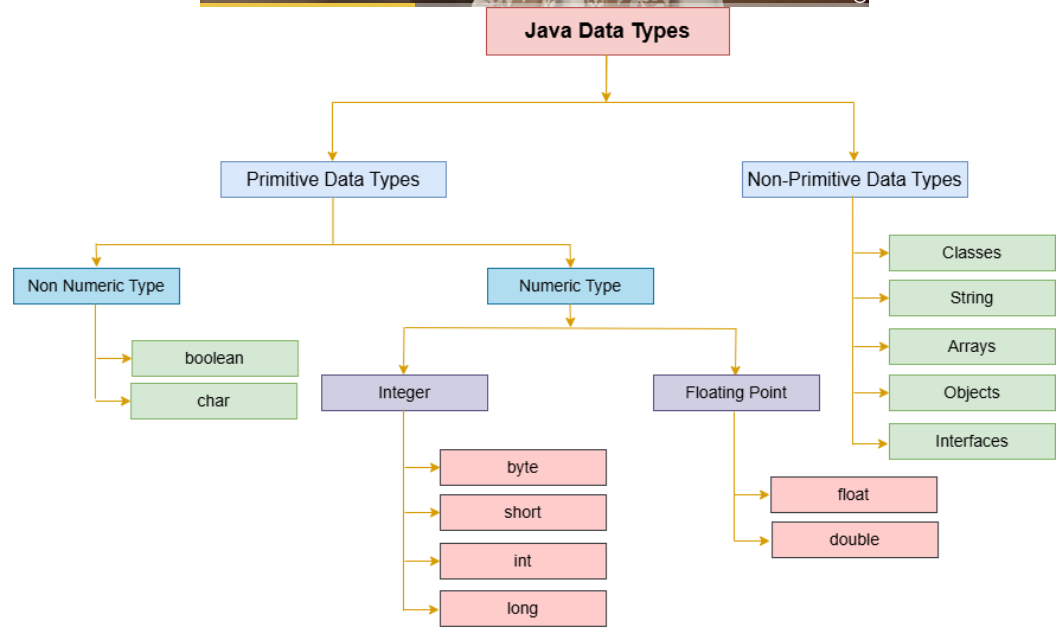 Java Data Types
Primitive Data Types
Non-Primitive Data Types
Non Numeric Type
Numeric Type
boolean
char
Integer
Floating Point
byte
short
int
long
float
double
Classes
String
Arrays
Objects
Interfaces